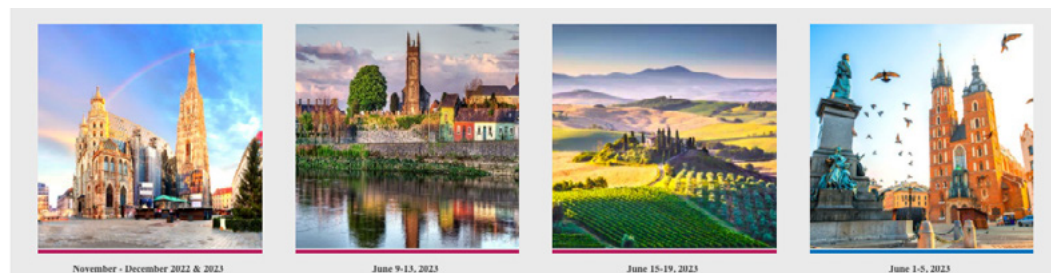 November - December 2022 & 2023
June 9-13, 2023
June 15-19, 2023
June 1-5, 2023